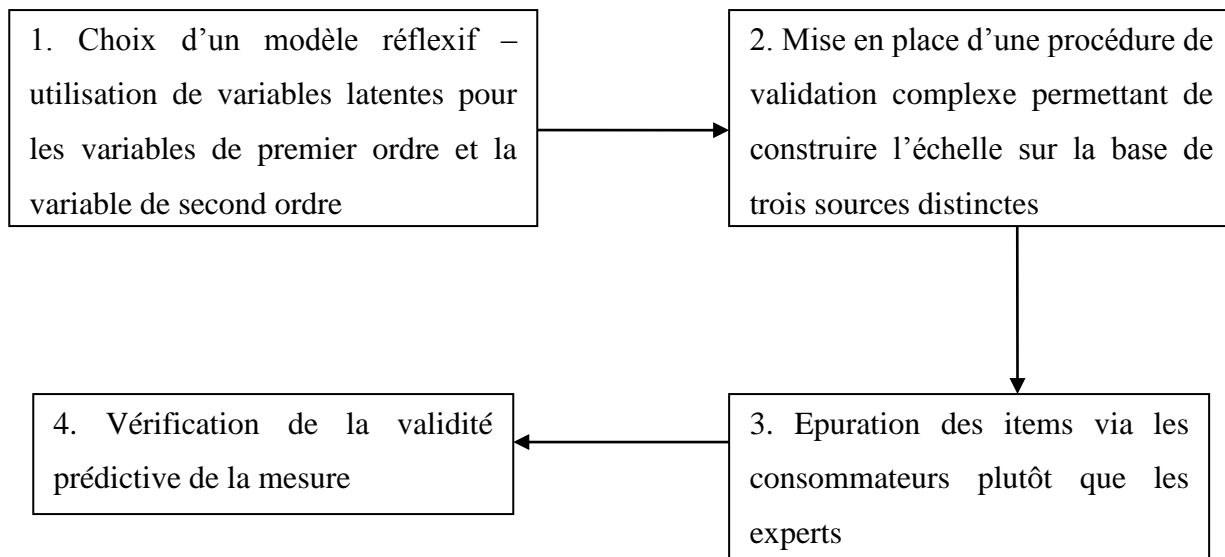 1. Choix d’un modèle réflexif –
utilisation de variables latentes pour
les variables de premier ordre et la
variable de second ordre
2. Mise en place d’une procédure de
validation complexe permettant de
construire l’échelle sur la base de
trois sources distinctes
3. Epuration des items via les
consommateurs plutôt que les
experts
4. Vérification de la validité
prédictive de la mesure